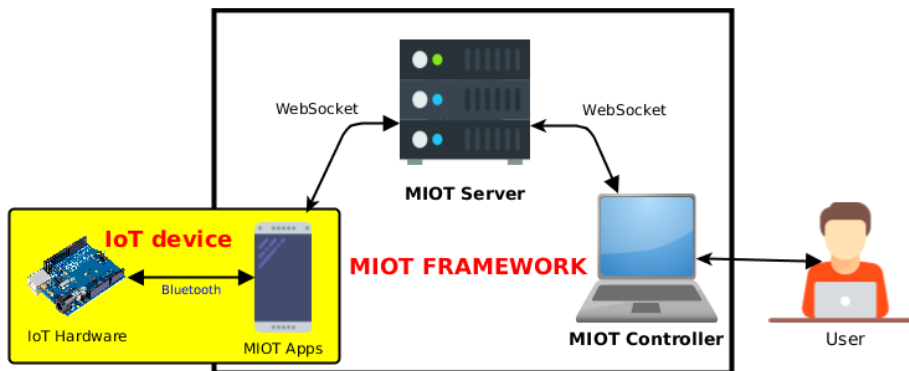 WebSocket
WebSocket
MIOT Server
IoT device
MIOT FRAMEWORK
Bluetooth
IoT Hardware
MIOT Apps
MIOT Controller
User